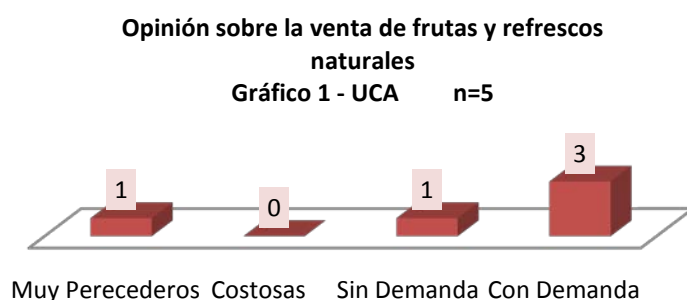 Opinión sobre la venta de frutas y refrescos
naturales
Gráfico 1 - UCA n=5
1
0
1
3
Muy Perecederos Costosas Sin Demanda Con Demanda